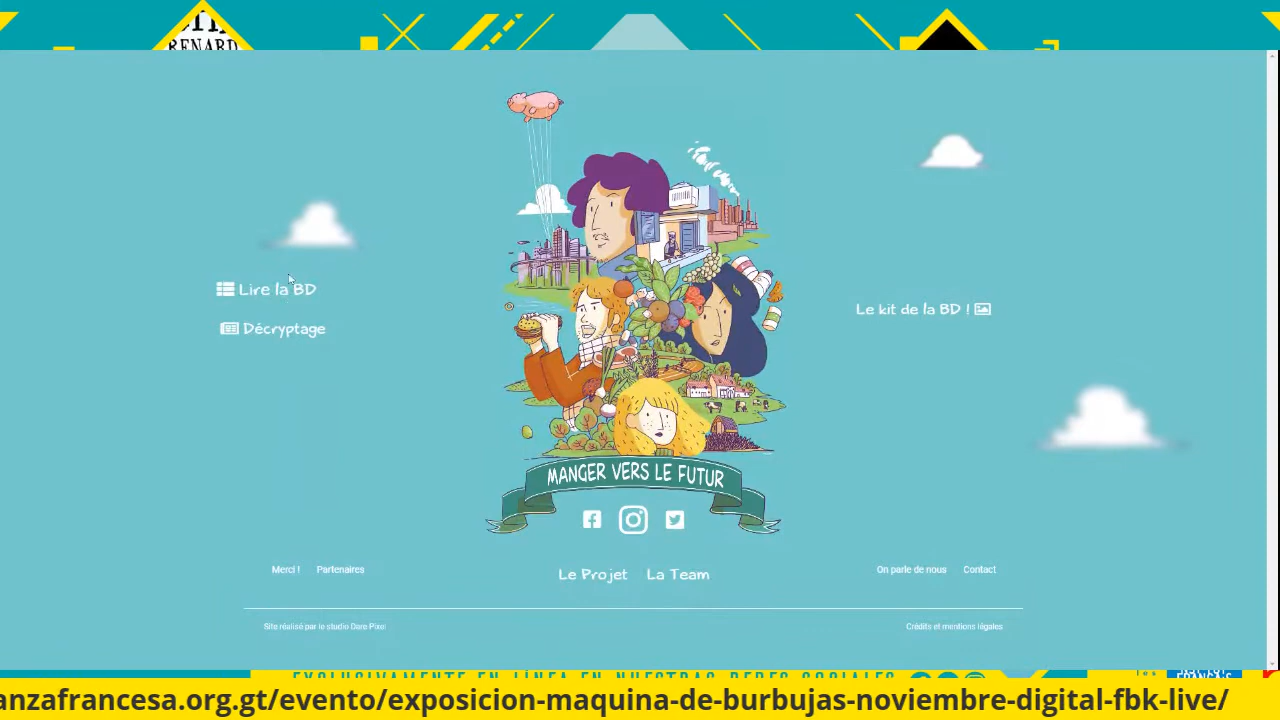 RENARD
Lire la BD
Décryptage
Le kit de la BD !
MANGER VERS LE FUTUR
Merci !
Partenaires
Le Projet
La Team
On parle de nous
Contact
Site réalisé par le studio Dare Pixel
Crédits et mentions légales
EXCLUSIVAMENTE EN LÍNEA EN NUESTRAS REDES SOCIALES
anzafrancesa.org.gt/evento/exposicion-maquina-de-burbujas-noviembre-digital-fbk-live/